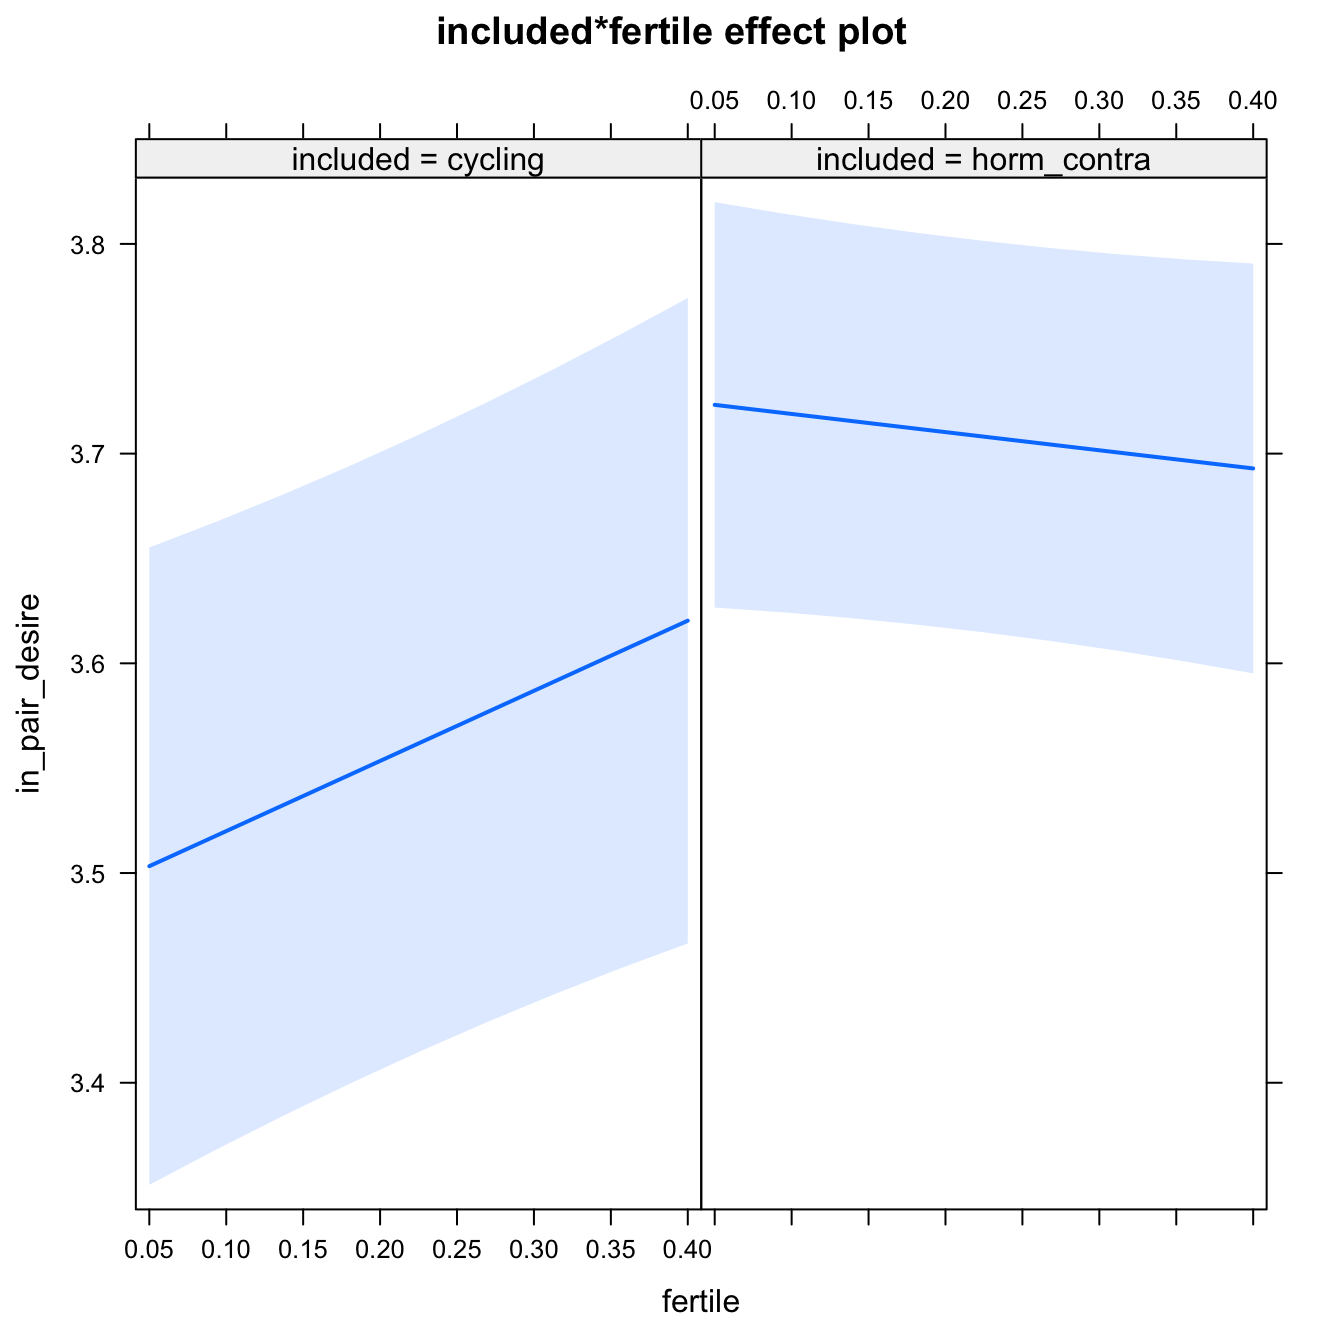 included*fertile effect plot
0.05 0.10 0.15 0.20 0.25 0.30 0.35 0.40
included = cycling included = horm_contra
3.8
3.7
3.6
3.5
3.4
in_pair_desire
0.05 0.10 0.15 0.20 0.25 0.30 0.35 0.40
fertile